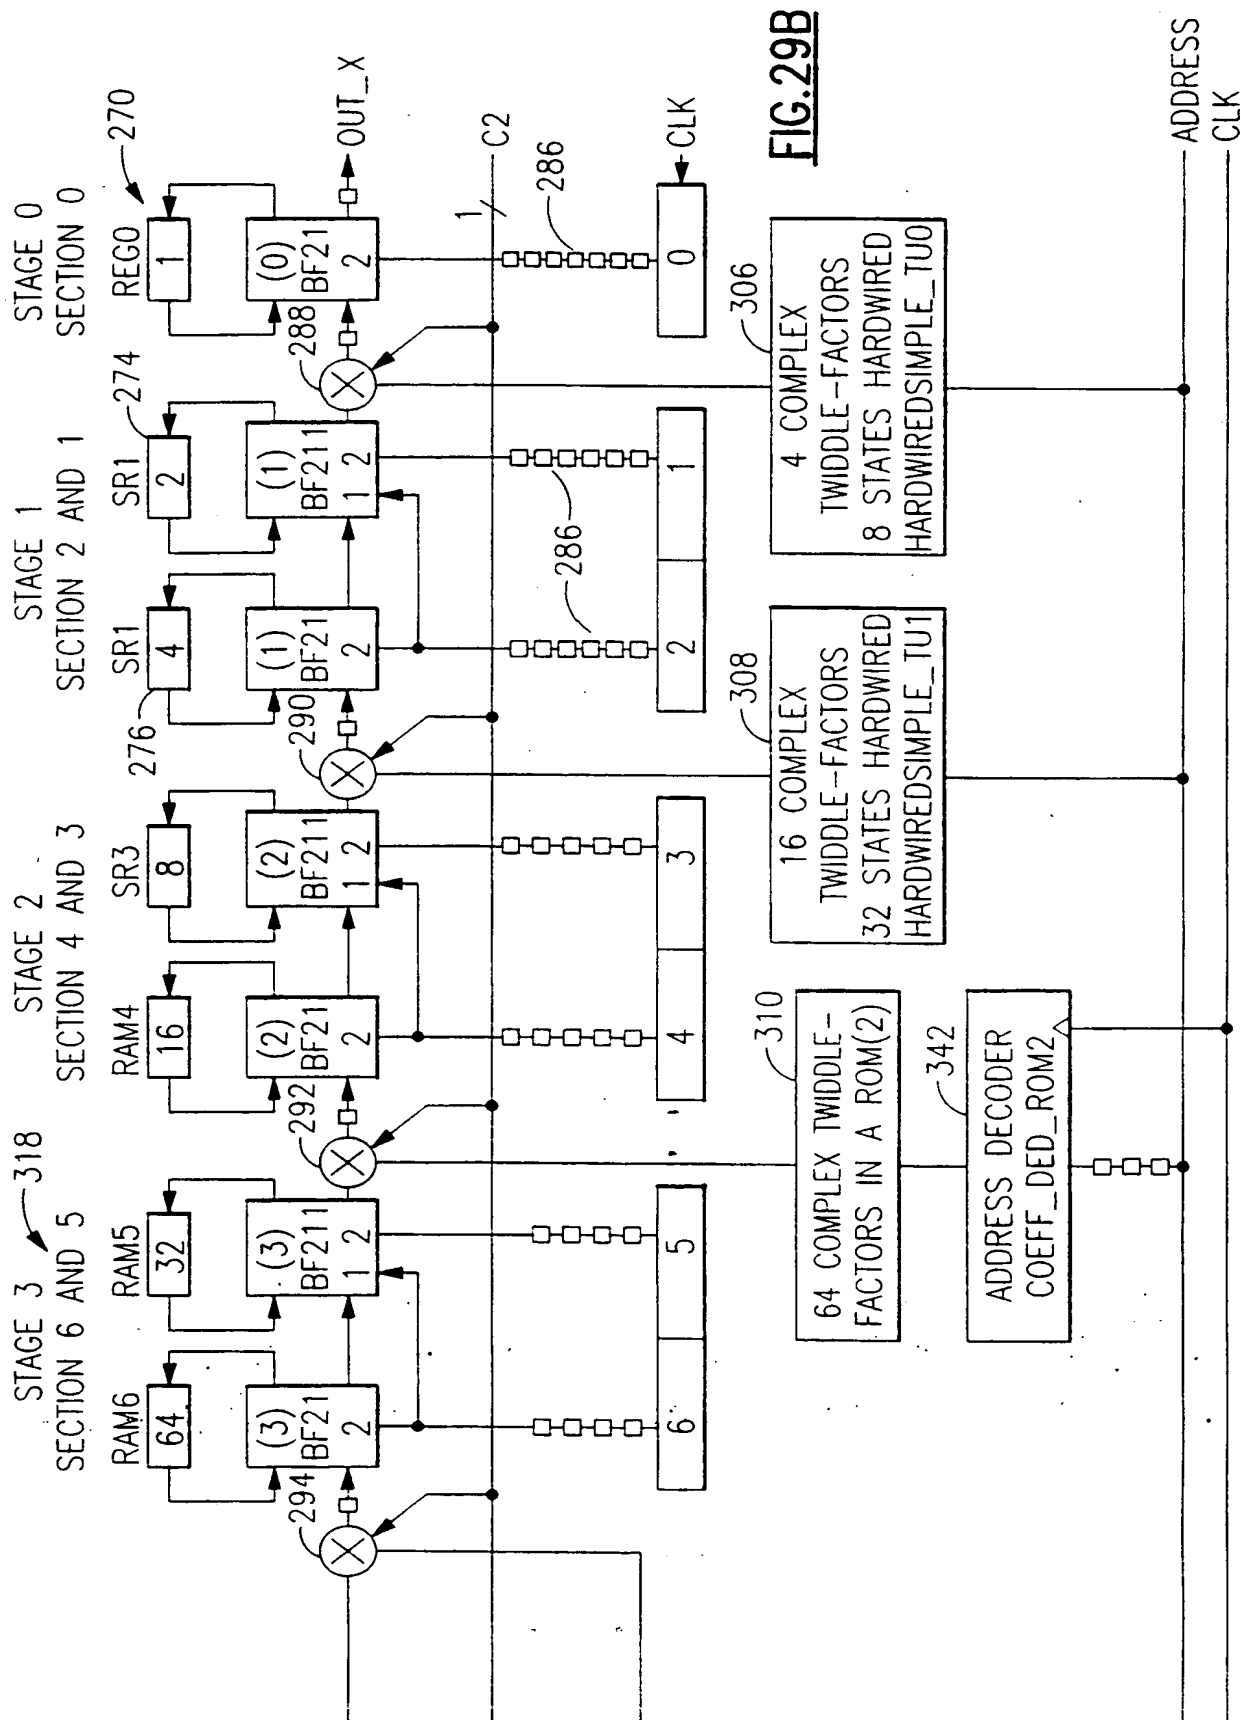 STAGE 3
SECTION 6 AND 5
318
STAGE 2
SECTION 4 AND 3
STAGE 1
SECTION 2 AND 1
STAGE 0
SECTION 0
RAM6
64
RAM5
32
RAM4
16
SR3
8
SR1
4
276
SR1
2
274
REG0
1
270
294
(3)
BF21
2
(3)
BF211
1 2
292
(2)
BF21
2
(2)
BF211
1 2
290
(1)
BF21
2
(1)
BF211
1 2
288
(0)
BF21
2
OUT_X
C2
1
286
286
6
5
4
3
2
1
0
CLK
64 COMPLEX TWIDDLE-
FACTORS IN A ROM(2)
310
16 COMPLEX
TWIDDLE-FACTORS
32 STATES HARDWIRED
HARDWIREDSIMPLE_TU1
308
4 COMPLEX
TWIDDLE-FACTORS
8 STATES HARDWIRED
HARDWIREDSIMPLE_TU0
306
ADDRESS DECODER
COEFF_DED_ROM2
342
ADDRESS
CLK
FIG.29B